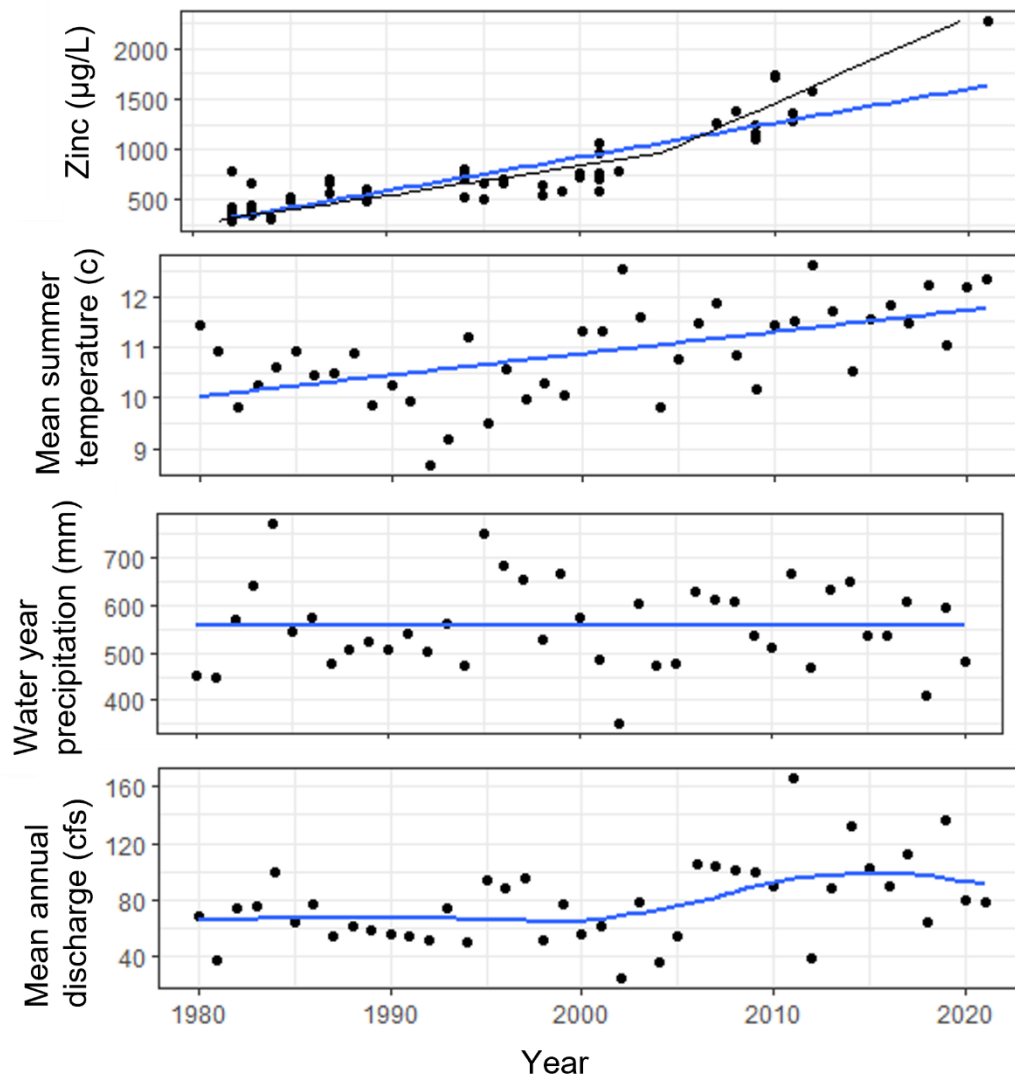 Zinc (µg/L)
2000
1500
1000
500
Mean summer
temperature (c)
12
11
10
9
Water year
precipitation (mm)
700
600
500
400
Mean annual
discharge (cfs)
160
120
80
40
1980 1990 2000 2010 2020
Year